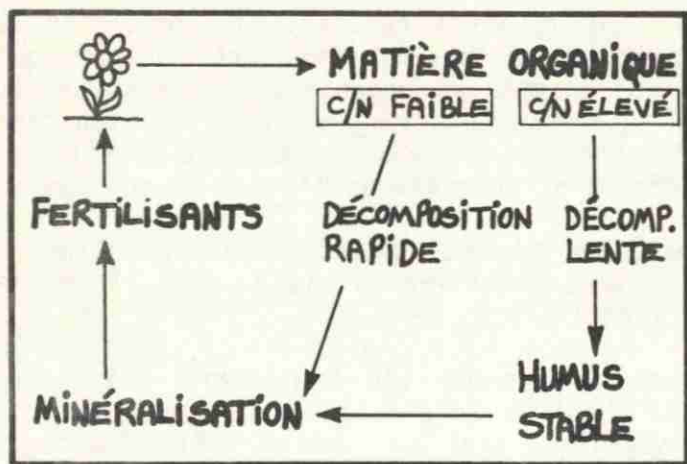 MATIÈRE ORGANIQUE
C/N FAIBLE
C/N ÉLEVÉ
FERTILISANTS
DÉCOMPOSITION
RAPIDE
DÉCOMP.
LENTE
MINÉRALISATION
HUMUS
STABLE